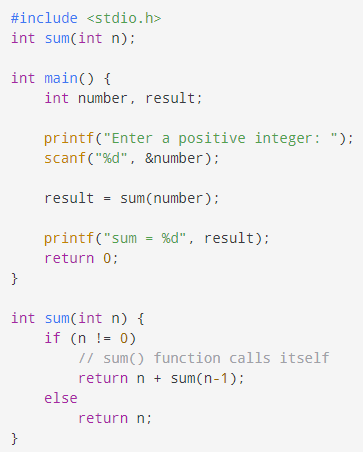 #include <stdio.h>
int sum(int n);

int main() {
    int number, result;

    printf("Enter a positive integer: ");
    scanf("%d", &number);

    result = sum(number);

    printf("sum = %d", result);
    return 0;
}

int sum(int n) {
    if (n != 0)
        // sum() function calls itself
        return n + sum(n-1);
    else
        return n;
}